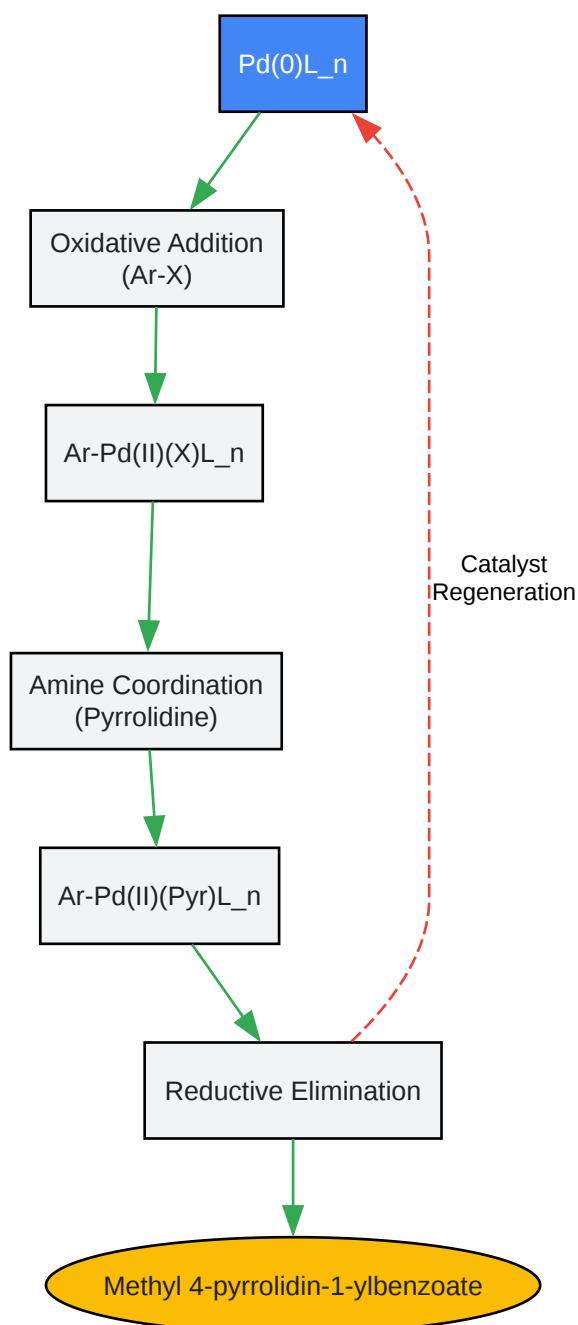 Pd(0)L_n
Oxidative Addition
(Ar-X)
Ar-Pd(II)(X)L_n
Catalyst
Regeneration
Amine Coordination
(Pyrrolidine)
Ar-Pd(II)(Pyr)L_n
Reductive Elimination
Methyl 4-pyrrolidin-1-ylbenzoate